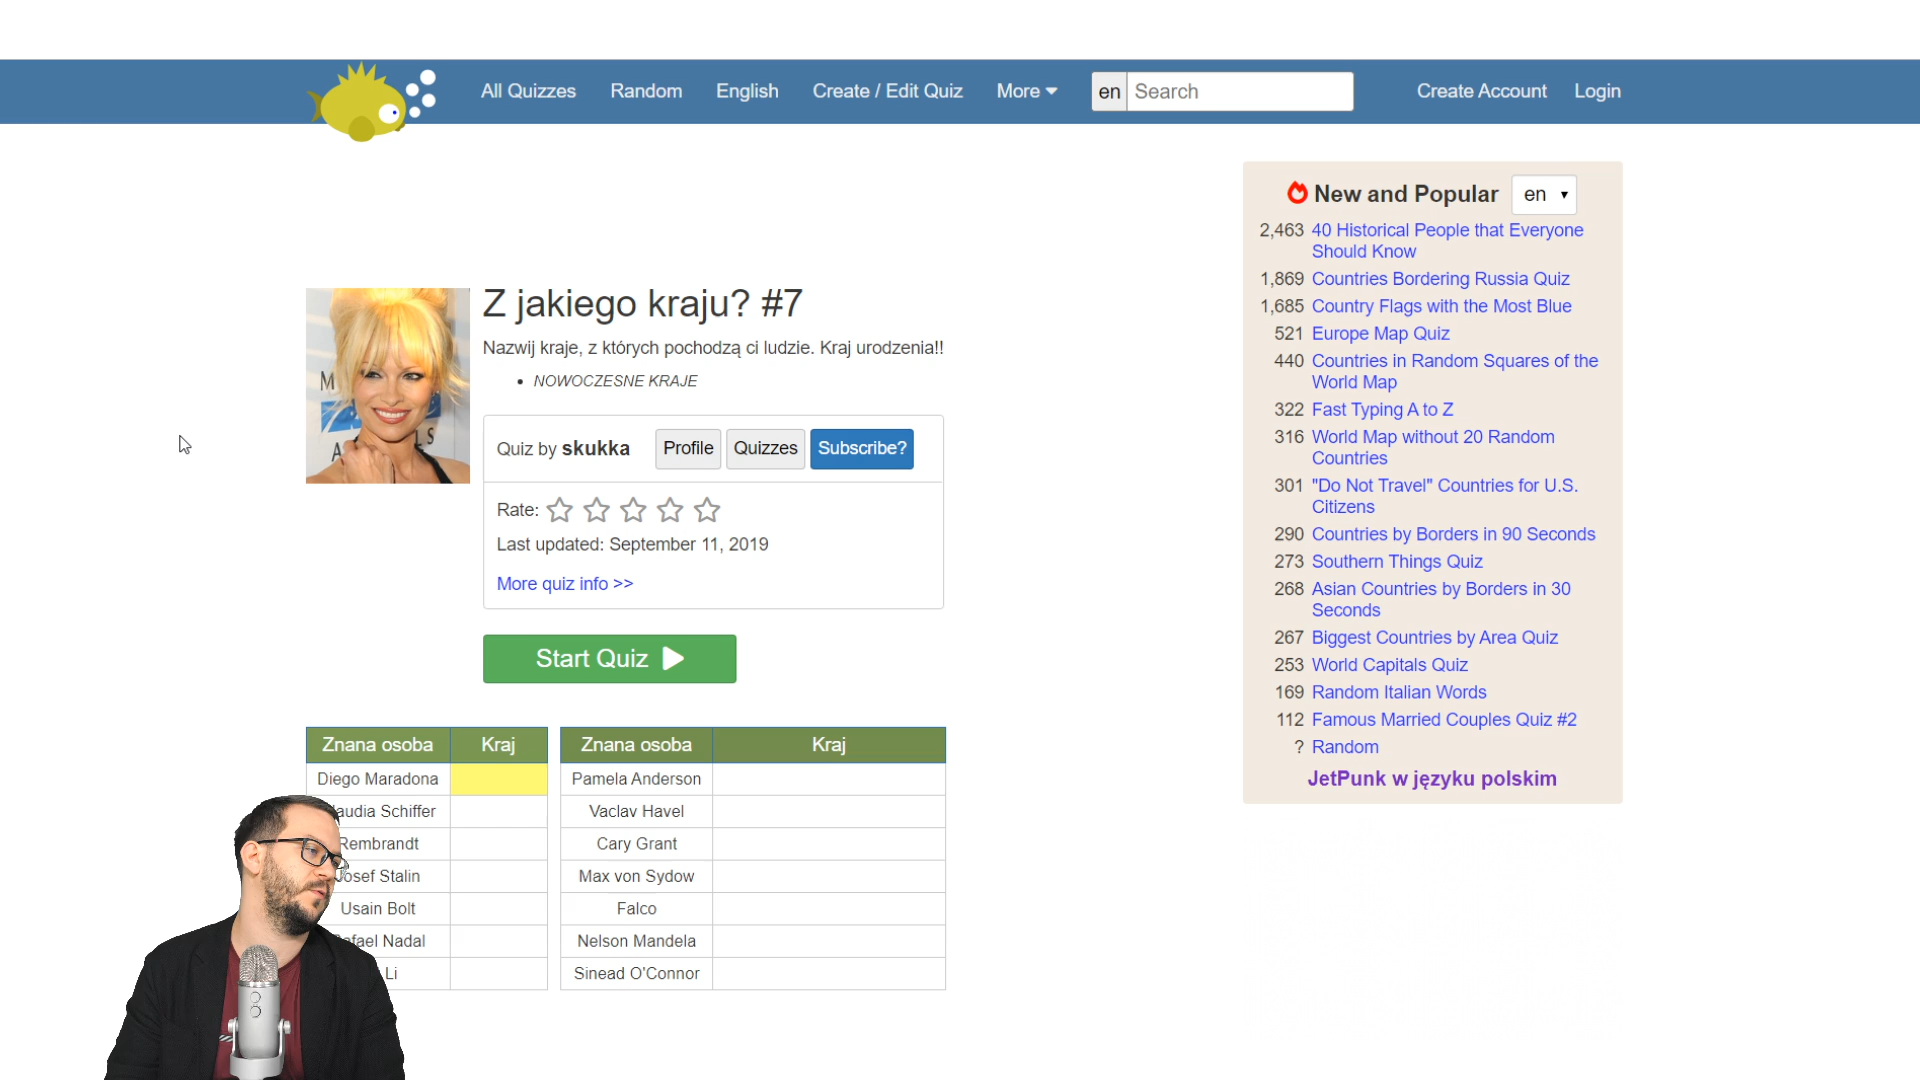 All Quizzes Random English Create / Edit Quiz More en Search Create Account Login
Z jakiego kraju? #7
Nazwij kraje, z których pochodzą ci ludzie. Kraj urodzenia!!
• NOWOCZESNE KRAJE
Quiz by skukka Profile Quizzes Subscribe?
Rate:
Last updated: September 11, 2019
More quiz info >>
Start Quiz
Znana osoba Kraj
Diego Maradona
audia Schiffer
Rembrandt
osef Stalin
Usain Bolt
afael Nadal
Li
Znana osoba Kraj
Pamela Anderson
Vaclav Havel
Cary Grant
Max von Sydow
Falco
Nelson Mandela
Sinead O'Connor
New and Popular en
2,463 40 Historical People that Everyone
Should Know
1,869 Countries Bordering Russia Quiz
1,685 Country Flags with the Most Blue
521 Europe Map Quiz
440 Countries in Random Squares of the
World Map
322 Fast Typing A to Z
316 World Map without 20 Random
Countries
301 "Do Not Travel" Countries for U.S.
Citizens
290 Countries by Borders in 90 Seconds
273 Southern Things Quiz
268 Asian Countries by Borders in 30
Seconds
267 Biggest Countries by Area Quiz
253 World Capitals Quiz
169 Random Italian Words
112 Famous Married Couples Quiz #2
? Random
JetPunk w języku polskim